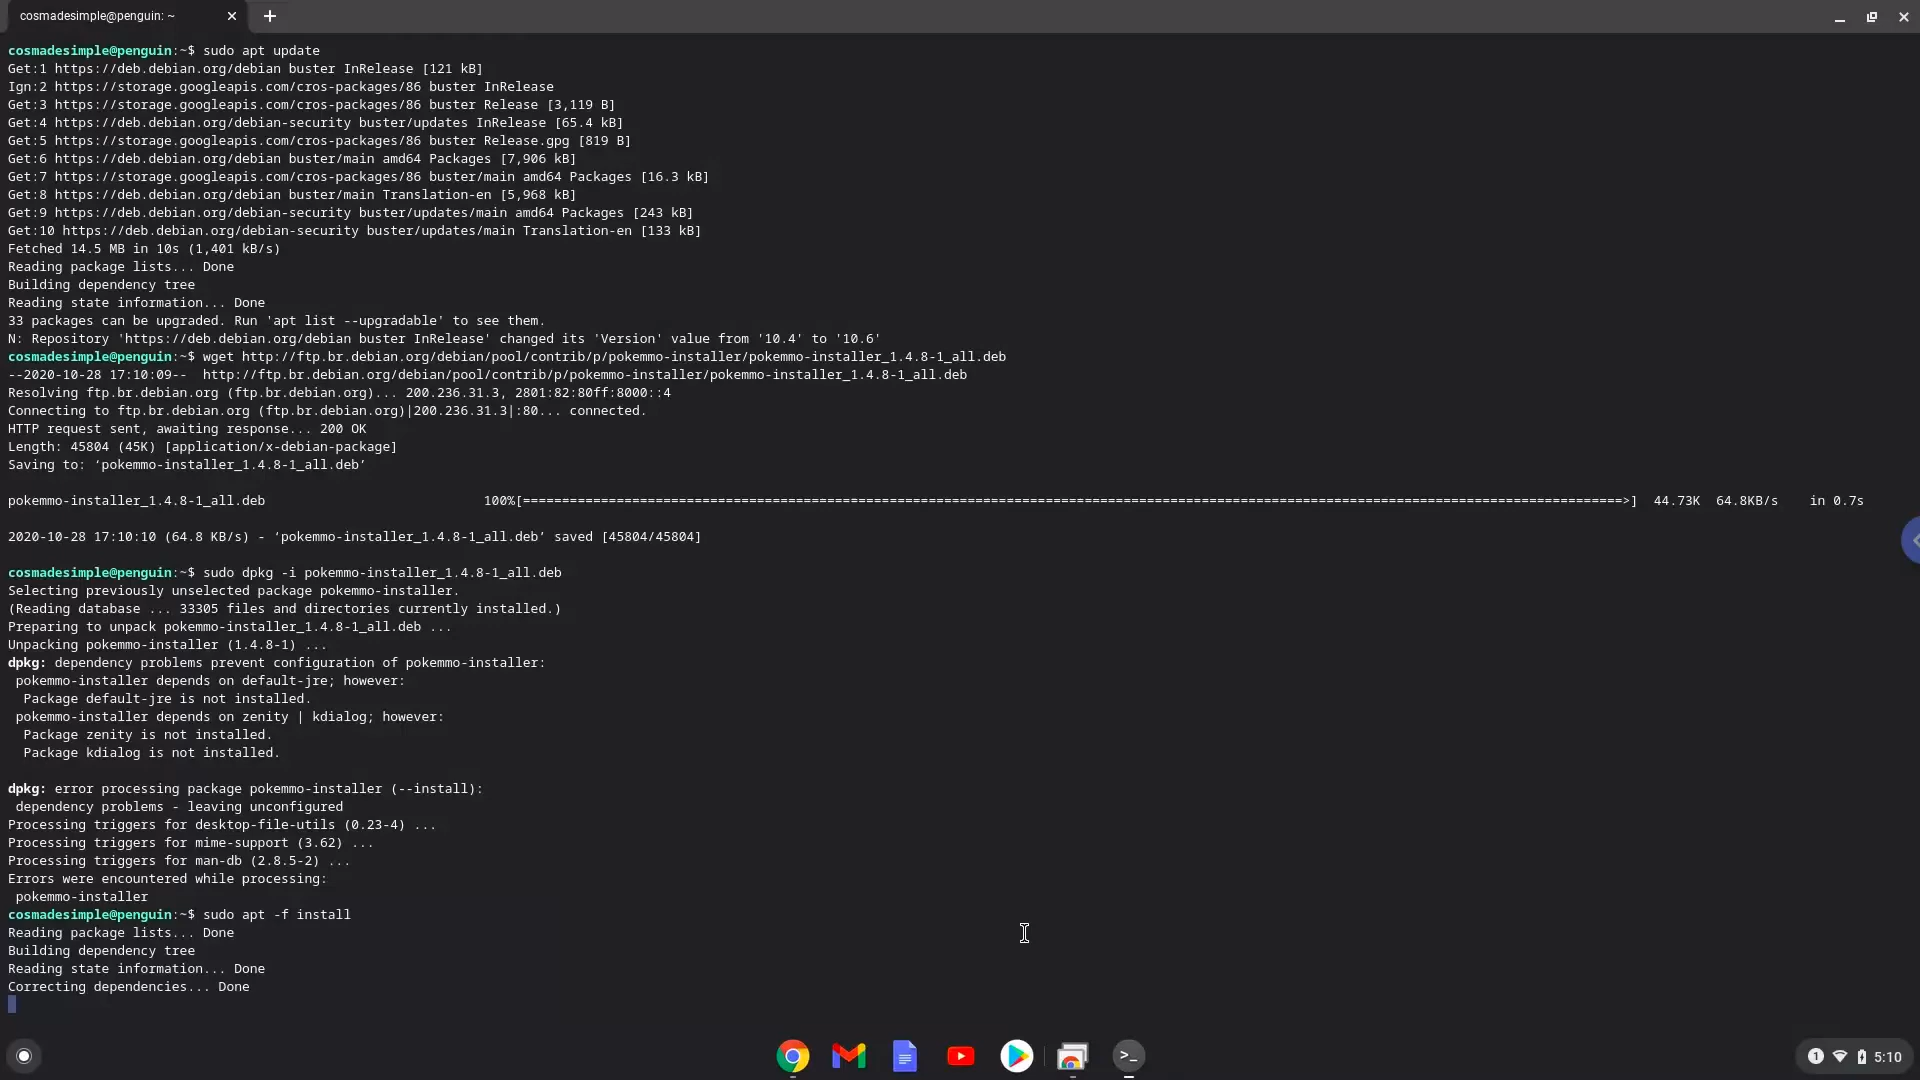 cosmadesimple@penguin: ~
cosmadesimple@penguin:~$ sudo apt update
Get:1 https://deb.debian.org/debian buster InRelease [121 kB]
Ign:2 https://storage.googleapis.com/cros-packages/86 buster InRelease
Get:3 https://storage.googleapis.com/cros-packages/86 buster Release [3,119 B]
Get:4 https://deb.debian.org/debian-security buster/updates InRelease [65.4 kB]
Get:5 https://storage.googleapis.com/cros-packages/86 buster Release.gpg [819 B]
Get:6 https://deb.debian.org/debian buster/main amd64 Packages [7,906 kB]
Get:7 https://storage.googleapis.com/cros-packages/86 buster/main amd64 Packages [16.3 kB]
Get:8 https://deb.debian.org/debian buster/main Translation-en [5,968 kB]
Get:9 https://deb.debian.org/debian-security buster/updates/main amd64 Packages [243 kB]
Get:10 https://deb.debian.org/debian-security buster/updates/main Translation-en [133 kB]
Fetched 14.5 MB in 10s (1,401 kB/s)
Reading package lists... Done
Building dependency tree
Reading state information... Done
33 packages can be upgraded. Run 'apt list --upgradable' to see them.
N: Repository 'https://deb.debian.org/debian buster InRelease' changed its 'Version' value from '10.4' to '10.6'
cosmadesimple@penguin:~$ wget http://ftp.br.debian.org/debian/pool/contrib/p/pokemmo-installer/pokemmo-installer_1.4.8-1_all.deb
--2020-10-28 17:10:09--  http://ftp.br.debian.org/debian/pool/contrib/p/pokemmo-installer/pokemmo-installer_1.4.8-1_all.deb
Resolving ftp.br.debian.org (ftp.br.debian.org)... 200.236.31.3, 2801:82:80ff:8000::4
Connecting to ftp.br.debian.org (ftp.br.debian.org)|200.236.31.3|:80... connected.
HTTP request sent, awaiting response... 200 OK
Length: 45804 (45K) [application/x-debian-package]
Saving to: ‘pokemmo-installer_1.4.8-1_all.deb’
pokemmo-installer_1.4.8-1_all.deb 100%[=============================================================================================================================================>] 44.73K 64.8KB/s in 0.7s
2020-10-28 17:10:10 (64.8 KB/s) - ‘pokemmo-installer_1.4.8-1_all.deb’ saved [45804/45804]
cosmadesimple@penguin:~$ sudo dpkg -i pokemmo-installer_1.4.8-1_all.deb
Selecting previously unselected package pokemmo-installer.
(Reading database ... 33305 files and directories currently installed.)
Preparing to unpack pokemmo-installer_1.4.8-1_all.deb ...
Unpacking pokemmo-installer (1.4.8-1) ...
dpkg: dependency problems prevent configuration of pokemmo-installer:
pokemmo-installer depends on default-jre; however:
Package default-jre is not installed.
pokemmo-installer depends on zenity | kdialog; however:
Package zenity is not installed.
Package kdialog is not installed.
dpkg: error processing package pokemmo-installer (--install):
dependency problems - leaving unconfigured
Processing triggers for desktop-file-utils (0.23-4) ...
Processing triggers for mime-support (3.62) ...
Processing triggers for man-db (2.8.5-2) ...
Errors were encountered while processing:
pokemmo-installer
cosmadesimple@penguin:~$ sudo apt -f install
Reading package lists... Done
Building dependency tree
Reading state information... Done
Correcting dependencies... Done
>_
1 5:10